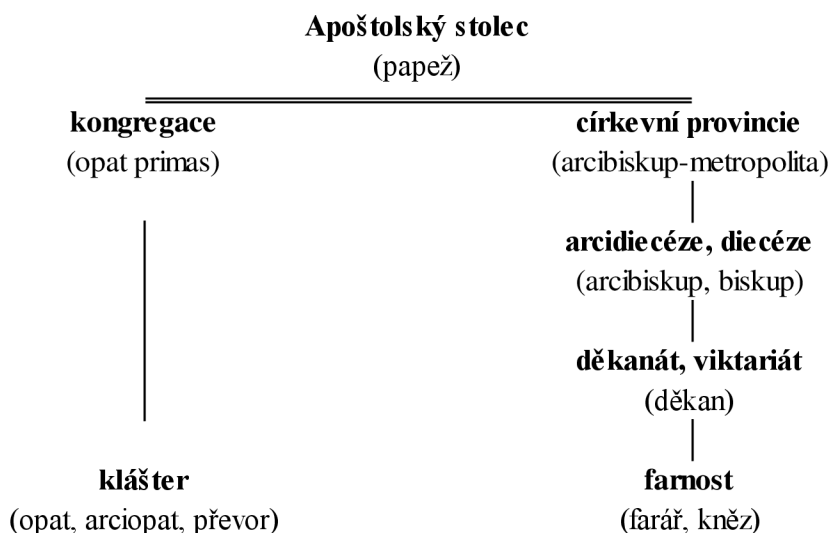 Apoštolský stolec
(papež)
kongregace
(opat primas)
církevní provincie
(arcibiskup-metropolita)
arcidiecéze, diecéze
(arcibiskup, biskup)
děkanát, viktariát
(děkan)
klášter
(opat, arciopat, převor)
farnost
(farář, kněz)